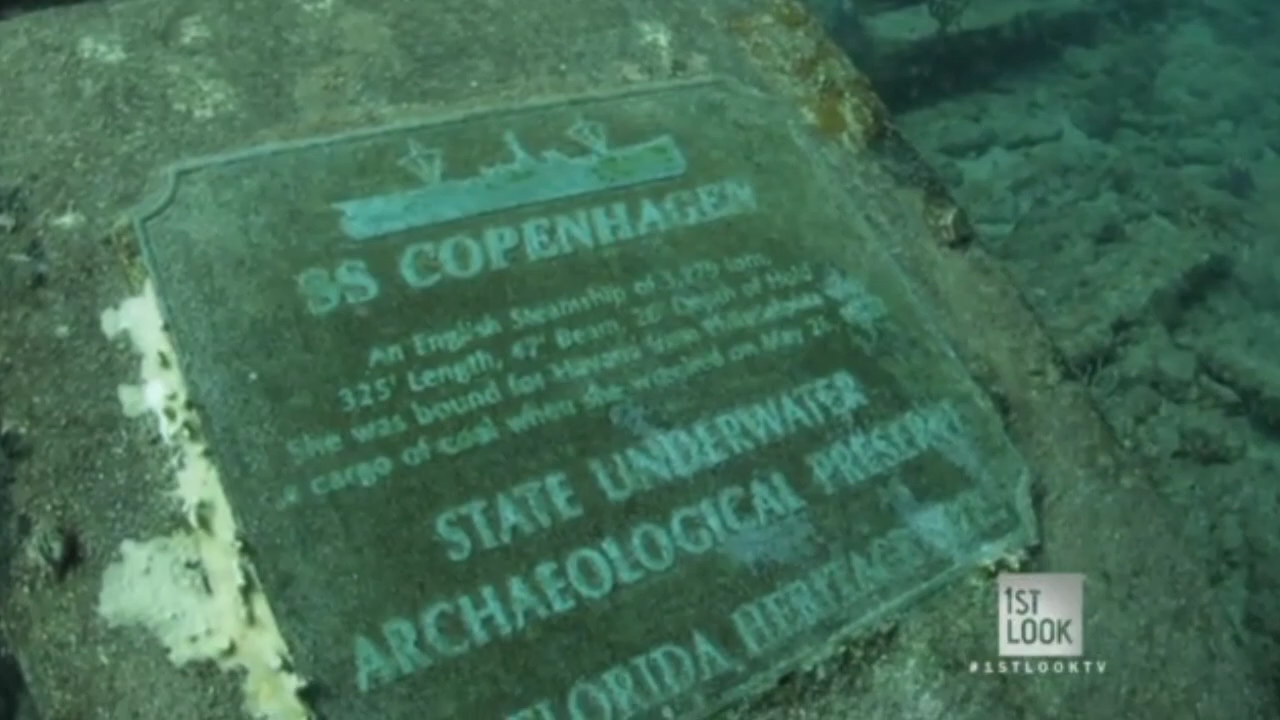 SS COPENHAGEN
An English Steamship of 3,279 tons,
325' Length, 47' Beam, 26' Depth of Hold
She was bound for Havana from
a cargo of coal when she wrecked on May 26,
STATE UNDERWATER
ARCHAEOLOGICAL PRESERVE
FLORIDA HERITAGE SITE
1ST
LOOK
#1STLOOKTV